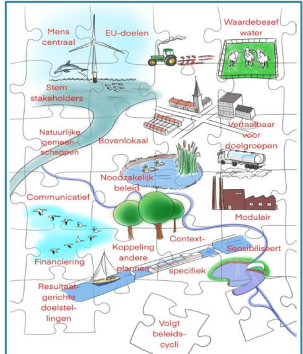 Mens
centraal
EU-doelen
Waardebesef
water
Stem
stakeholders
Natuurlijke
gemeen-
schappen
Bovenlokaal
Vertaalbaar
voor
doelgroepen
Noodzakelijk
beleid
Communicatief
Modulair
Koppeling
andere
plannen
Context-
specifiek
Sensibiliseert
Financiering
Resultaat-
gerichte
doelstel-
lingen
Volgt
beleids-
cycli